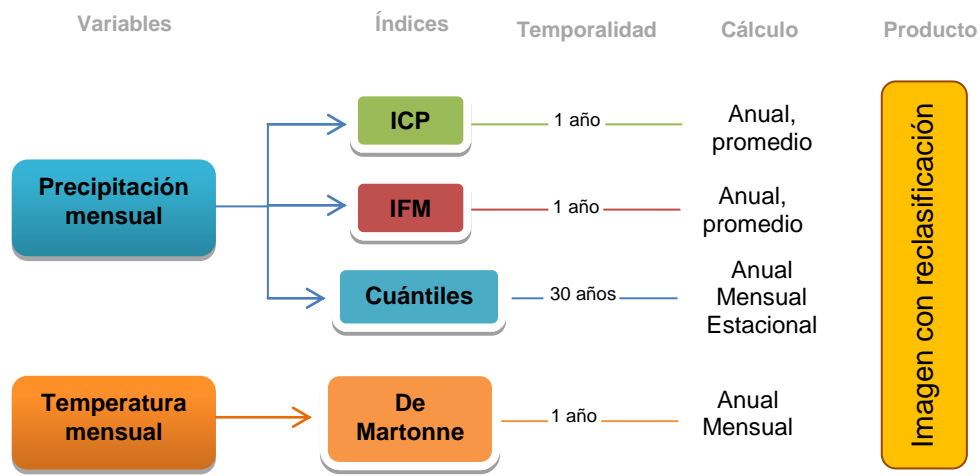 Variables
Índices
Temporalidad
Cálculo
Producto
Precipitación
mensual
ICP
1 año
Anual,
promedio
IFM
1 año
Anual,
promedio
Cuántiles
30 años
Anual
Mensual
Estacional
Temperatura
mensual
De
Martonne
1 año
Anual
Mensual
Imagen con reclasificación